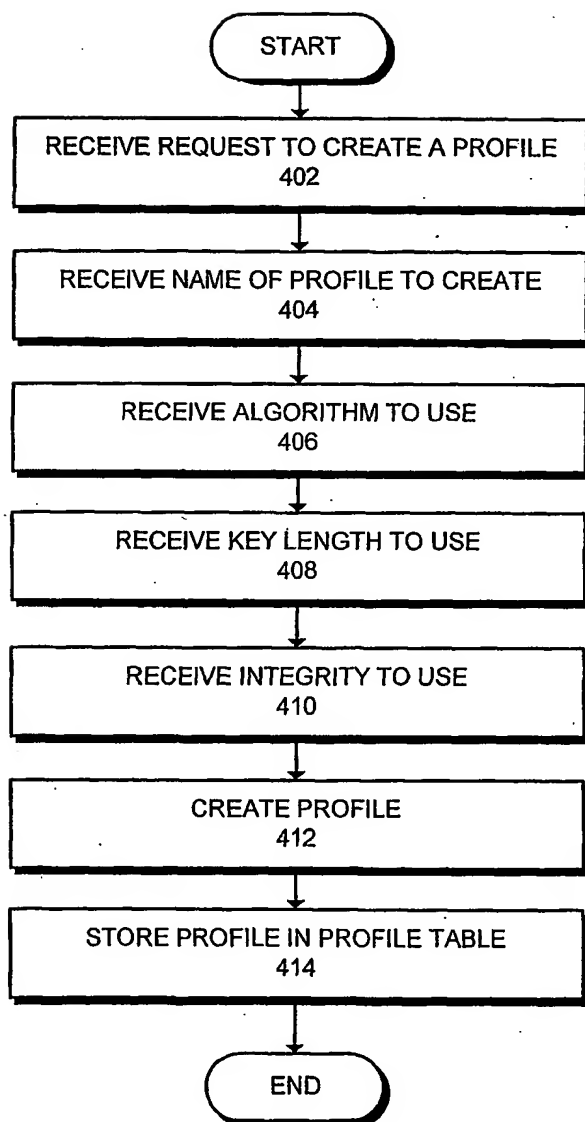 START
RECEIVE REQUEST TO CREATE A PROFILE
402
RECEIVE NAME OF PROFILE TO CREATE
404
RECEIVE ALGORITHM TO USE
406
RECEIVE KEY LENGTH TO USE
408
RECEIVE INTEGRITY TO USE
410
CREATE PROFILE
412
STORE PROFILE IN PROFILE TABLE
414
END